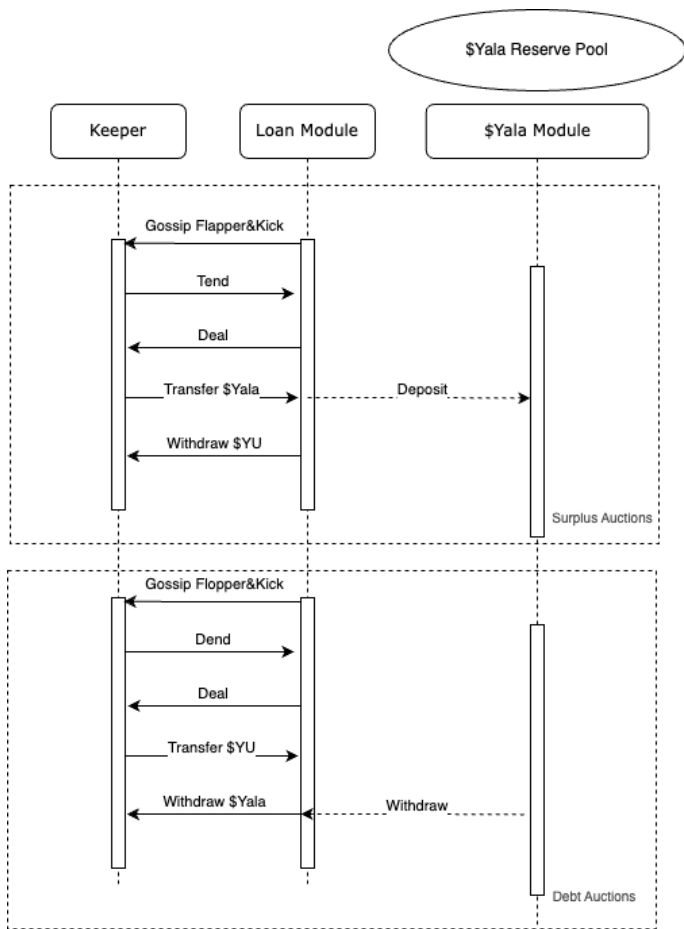 $Yala Reserve Pool
Keeper
Loan Module
$Yala Module
Gossip Flapper&Kick
Tend
Deal
Transfer $Yala
Deposit
Withdraw $YU
Surplus Auctions
Gossip Flopper&Kick
Dend
Deal
Transfer $YU
Withdraw $Yala
Withdraw
Debt Auctions